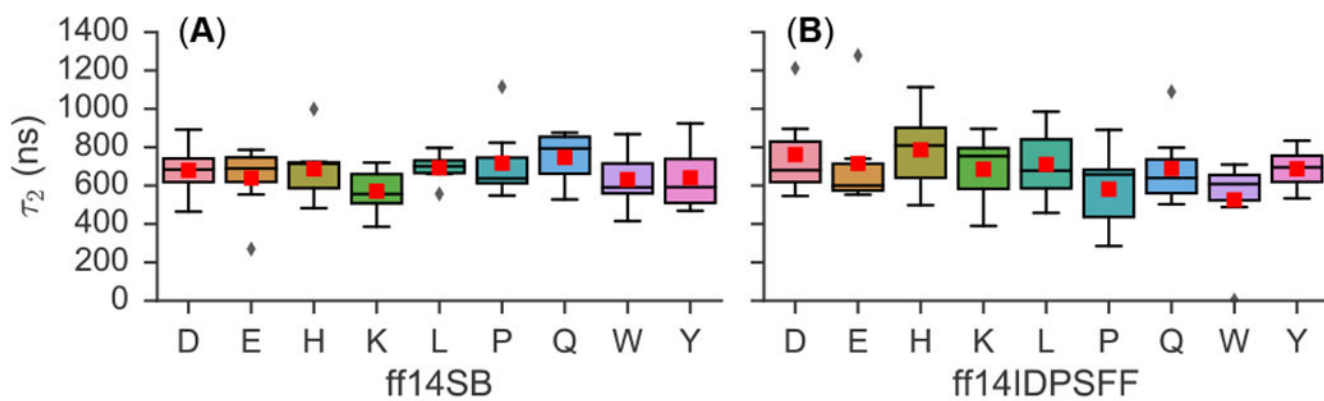 (A) (B)
1400
1200
1000
800
600
400
200
0
τ2 (ns)
D E H K L P Q W Y D E H K L P Q W Y
ff14SB ff14IDPSFF